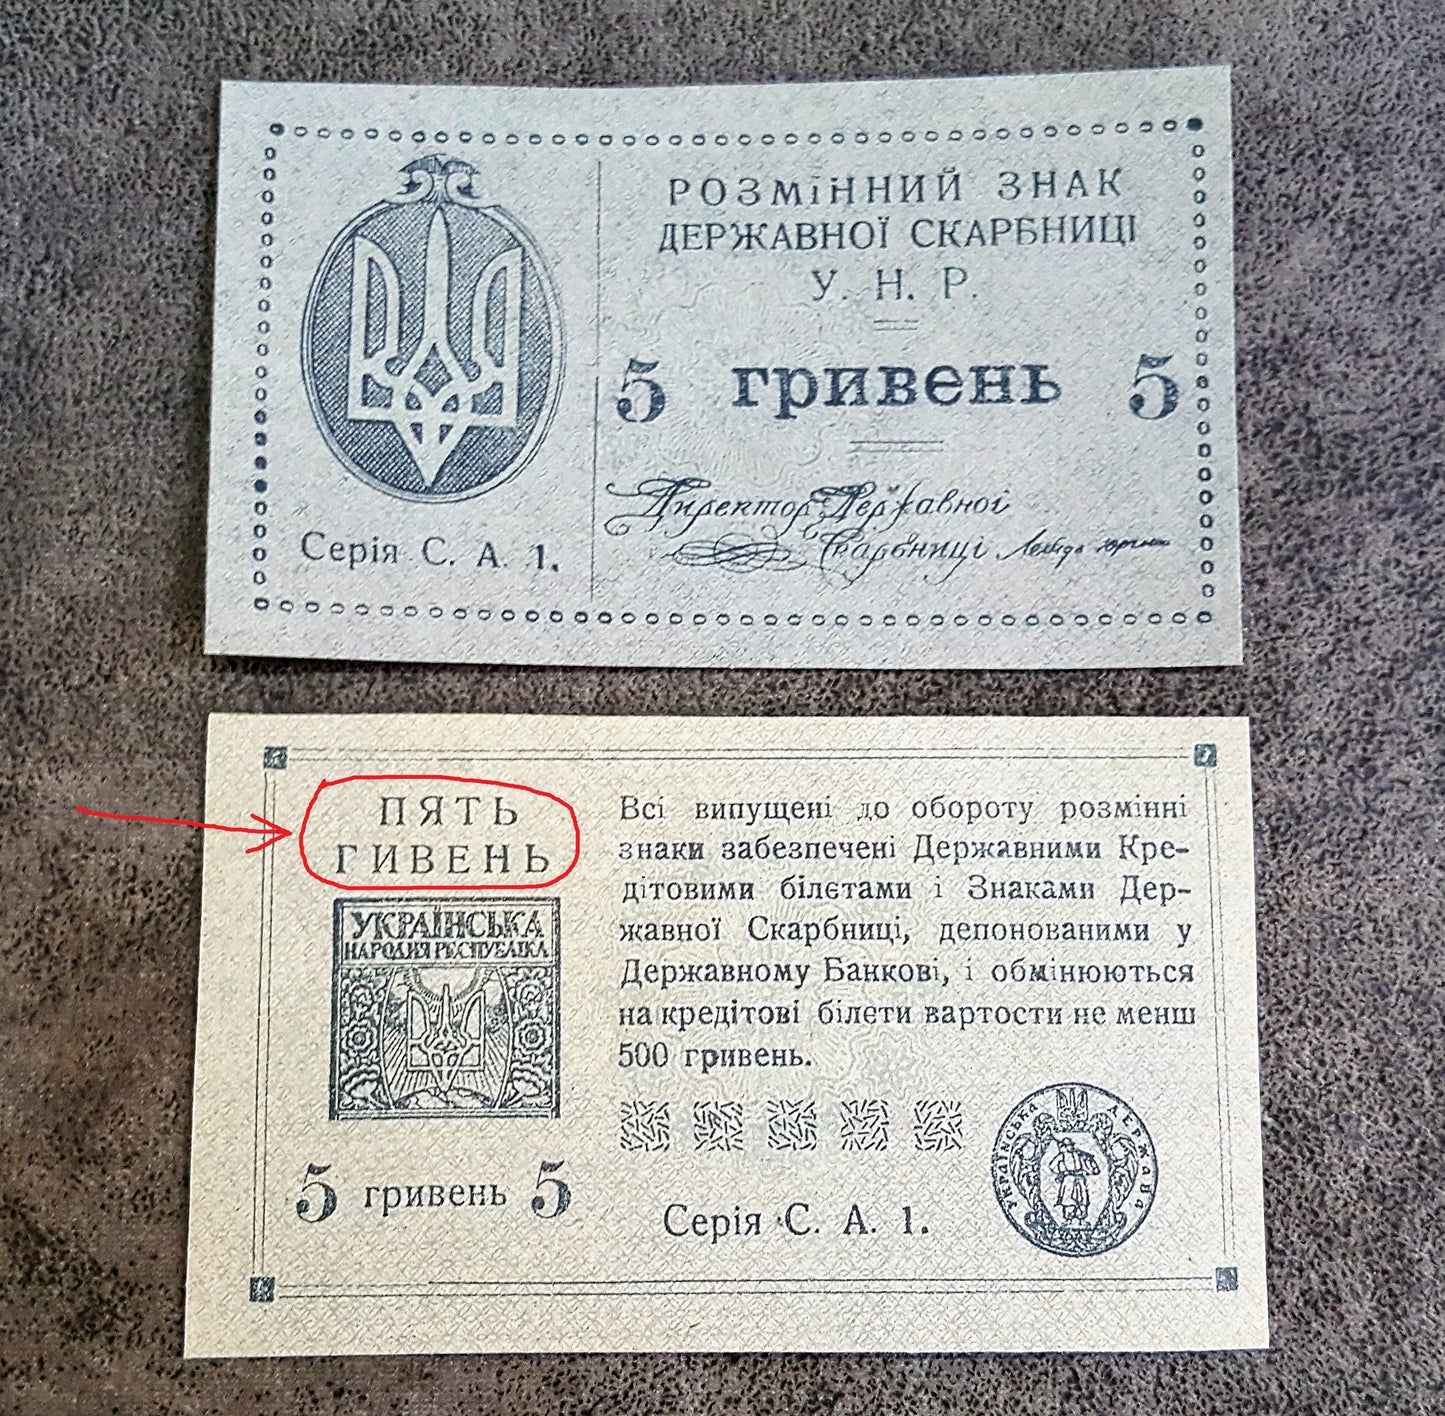 РОЗМіННИЙ ЗНАК
ДЕРЖАВНОЇ СКАРБНИЦІ
У. Н. Р.
5 гривень 5
Директор Державної
Скарбниці
Серія С. А. 1.
ПЯТЬ
ГИВЕНЬ
УКРАЇНСЬКА
НАРОДНЯ РЕСПУБЛІКА
5 гривень 5
Всі випущені до обороту розмінні
знаки забезпечені Державними Кре-
дітовими білєтами і Знаками Дер-
жавної Скарбниці, депонованими у
Державному Банкові, і обмінюються
на кредітові білети вартости не менш
500 гривень.
Серія С. А. 1.
УКРАЇНСЬКА ДЕРЖАВА